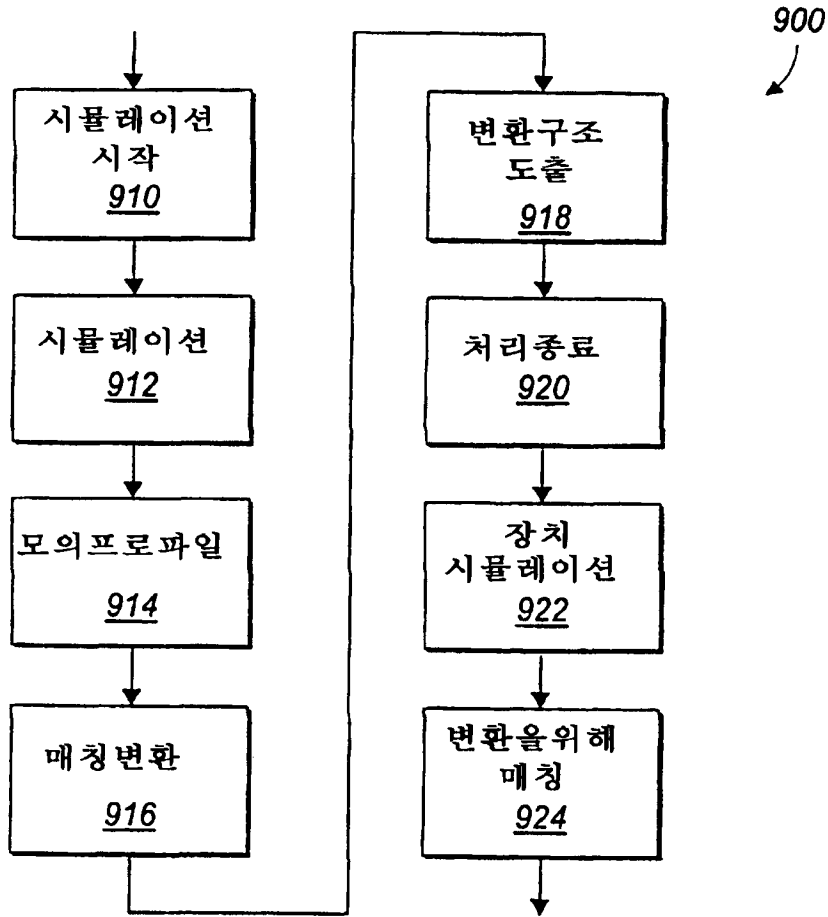 900
시뮬레이션
시작
910
시뮬레이션
912
모의프로파일
914
매칭변환
916
변환구조
도출
918
처리종료
920
장치
시뮬레이션
922
변환을위해
매칭
924